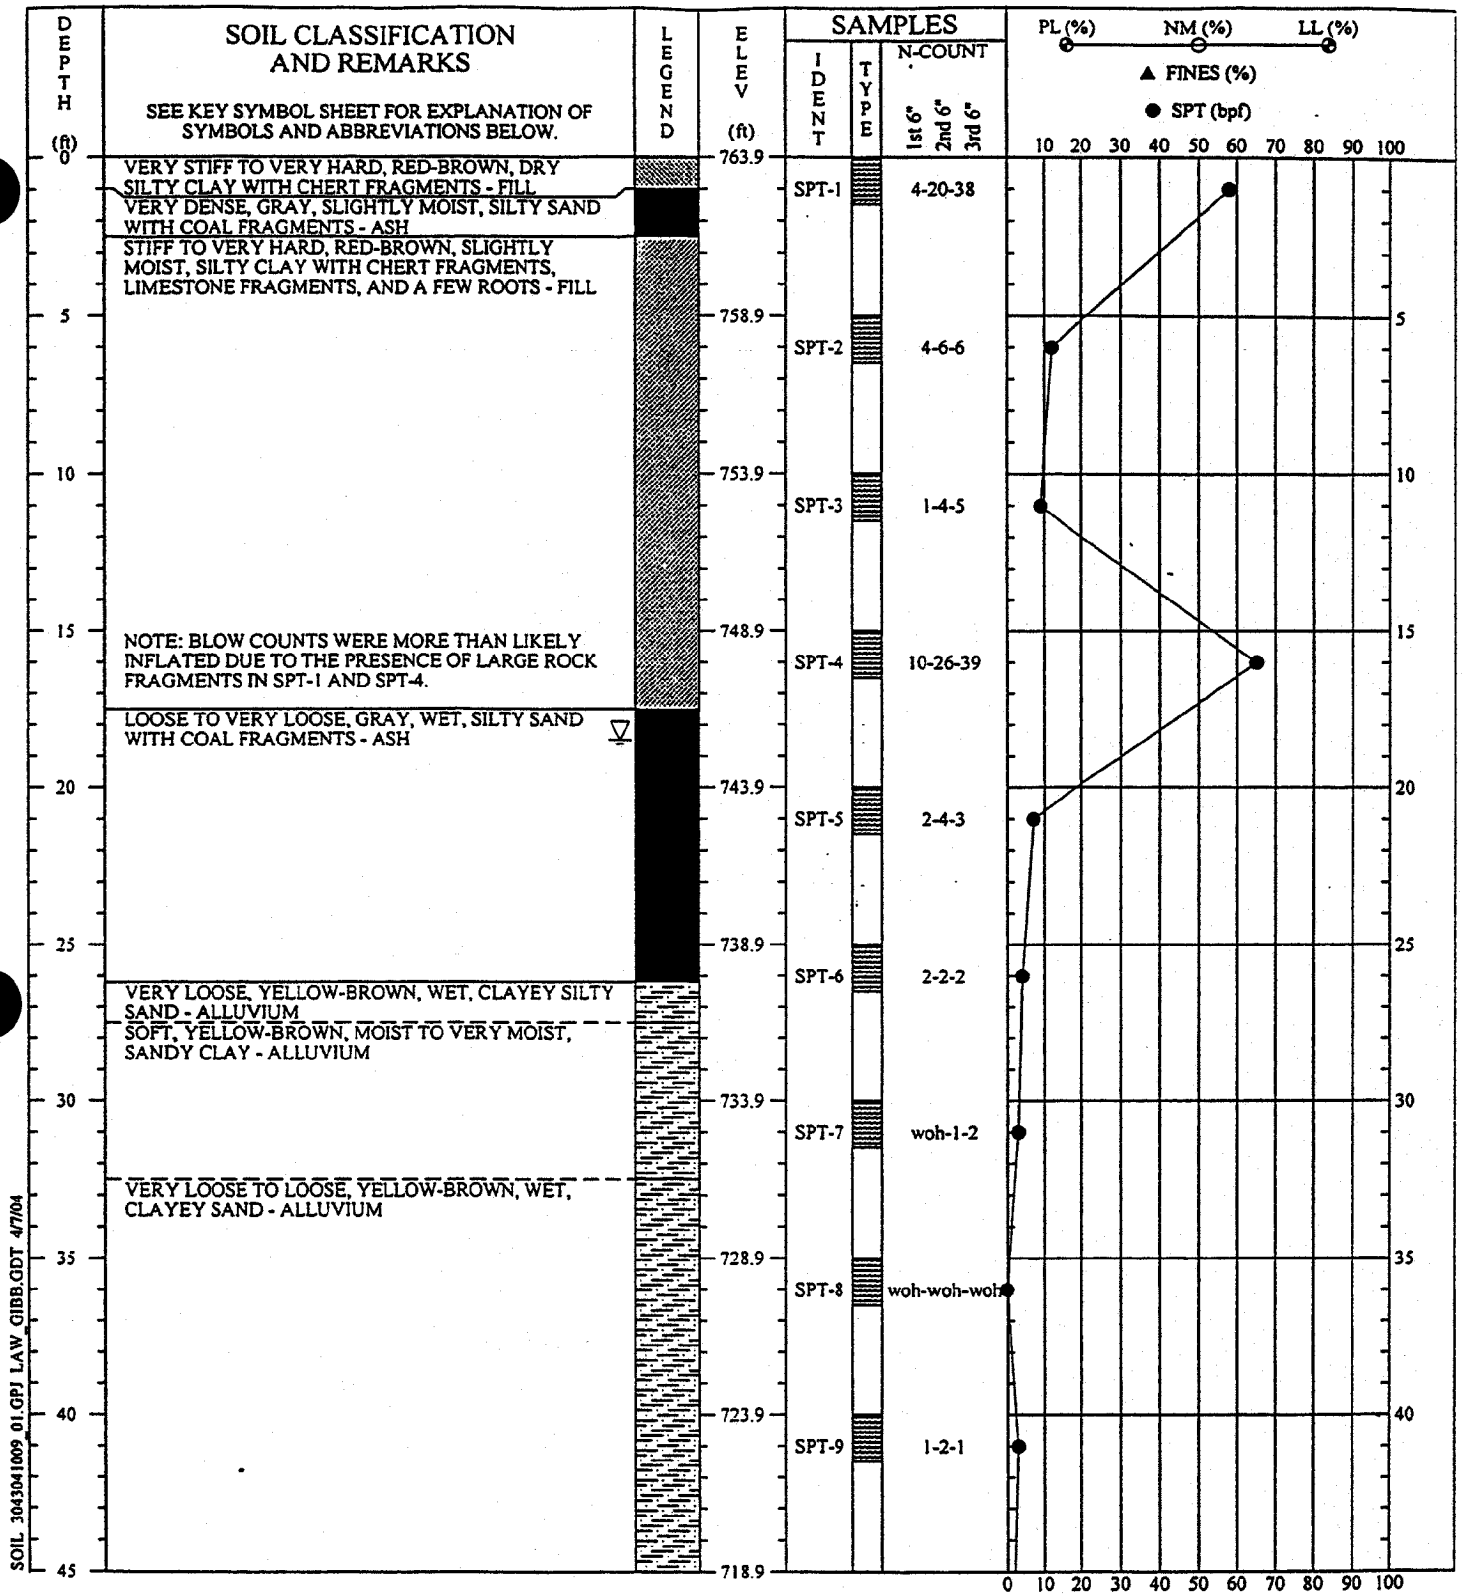 DEPTH (ft)
SOIL CLASSIFICATION
AND REMARKS
SEE KEY SYMBOL SHEET FOR EXPLANATION OF
SYMBOLS AND ABBREVIATIONS BELOW.
LEGEND
ELEV (ft)
SAMPLES
IDENT
TYPE
N-COUNT
1st 6"
2nd 6"
3rd 6"
PL (%) NM (%) LL (%)
▲ FINES (%)
● SPT (bpf)
10 20 30 40 50 60 70 80 90 100
0
VERY STIFF TO VERY HARD, RED-BROWN, DRY
SILTY CLAY WITH CHERT FRAGMENTS - FILL
763.9
SPT-1 4-20-38
VERY DENSE, GRAY, SLIGHTLY MOIST, SILTY SAND
WITH COAL FRAGMENTS - ASH
STIFF TO VERY HARD, RED-BROWN, SLIGHTLY
MOIST, SILTY CLAY WITH CHERT FRAGMENTS,
LIMESTONE FRAGMENTS, AND A FEW ROOTS - FILL
5 758.9 5
SPT-2 4-6-6
10 753.9 10
SPT-3 1-4-5
15 748.9 15
NOTE: BLOW COUNTS WERE MORE THAN LIKELY
INFLATED DUE TO THE PRESENCE OF LARGE ROCK
FRAGMENTS IN SPT-1 AND SPT-4.
SPT-4 10-26-39
LOOSE TO VERY LOOSE, GRAY, WET, SILTY SAND
WITH COAL FRAGMENTS - ASH
20 743.9 20
SPT-5 2-4-3
25 738.9 25
SPT-6 2-2-2
VERY LOOSE, YELLOW-BROWN, WET, CLAYEY SILTY
SAND - ALLUVIUM
SOFT, YELLOW-BROWN, MOIST TO VERY MOIST,
SANDY CLAY - ALLUVIUM
30 733.9 30
SPT-7 woh-1-2
VERY LOOSE TO LOOSE, YELLOW-BROWN, WET,
CLAYEY SAND - ALLUVIUM
35 728.9 35
SPT-8 woh-woh-woh
40 723.9 40
SPT-9 1-2-1
45 718.9
0 10 20 30 40 50 60 70 80 90 100
SOIL 3043041009_01.GPJ LAW_GIBB.GDT 4/7/04